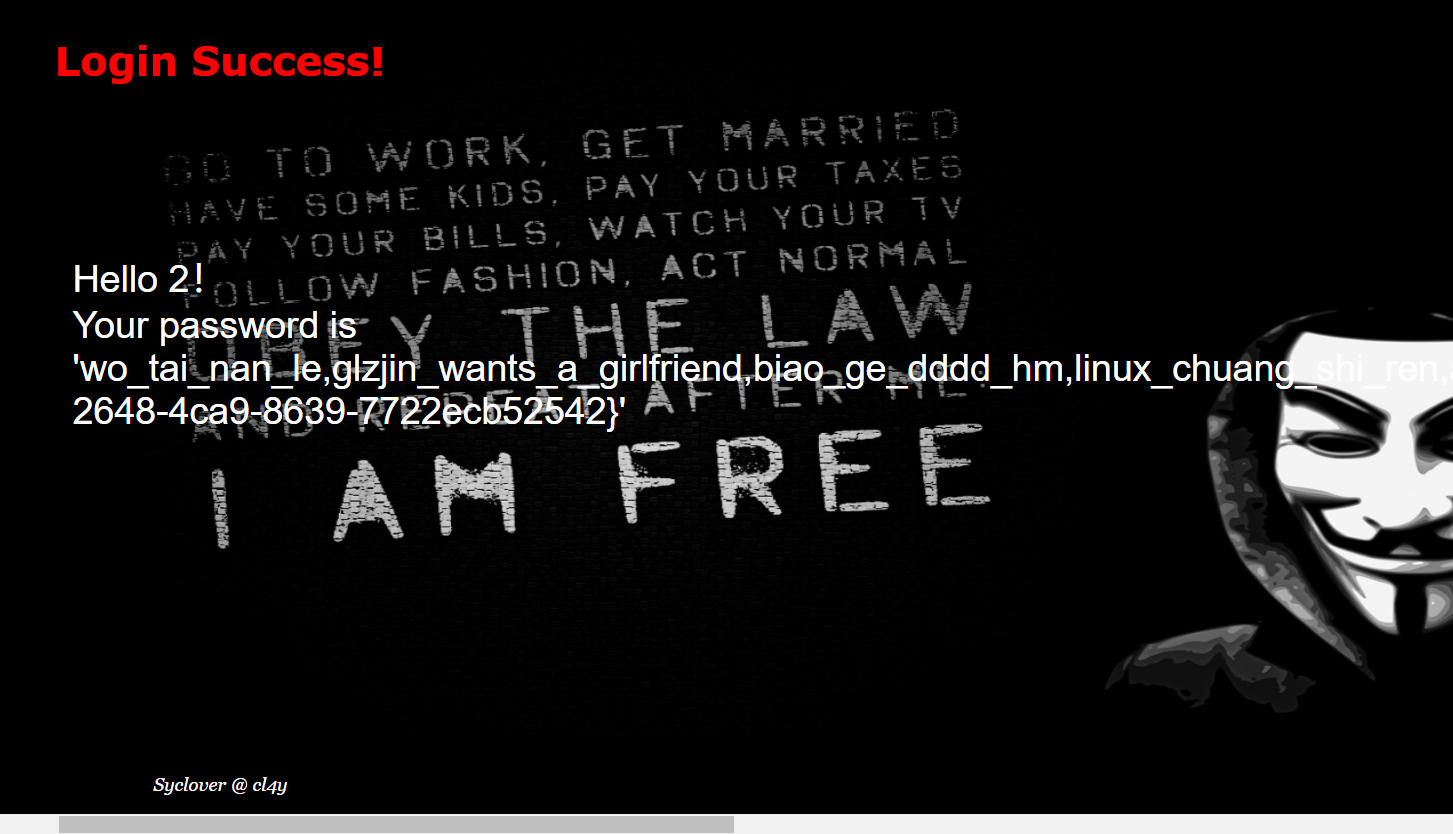 Login Success!
GO TO WORK, GET MARRIED
HAVE SOME KIDS, PAY YOUR TAXES
PAY YOUR BILLS, WATCH YOUR TV
FOLLOW FASHION, ACT NORMAL
OBEY THE LAW
AND REPEAT AFTER ME:
I AM FREE
Hello 2！
Your password is
'wo_tai_nan_le,glzjin_wants_a_girlfriend,biao_ge_dddd_hm,linux_chuang_shi_ren,
2648-4ca9-8639-7722ecb52542}'
Syclover @ cl4y